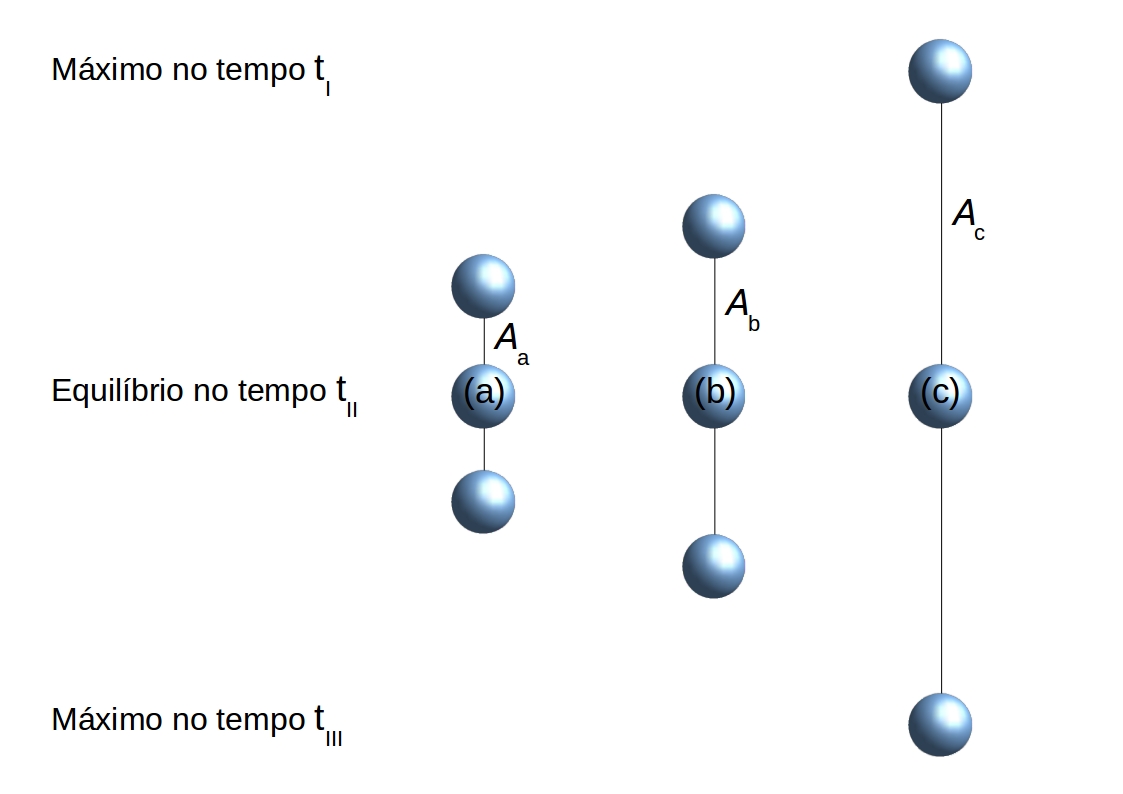 Máximo no tempo tI
Ac
Ab
Aa
Equilíbrio no tempo tII
(a)
(b)
(c)
Máximo no tempo tIII